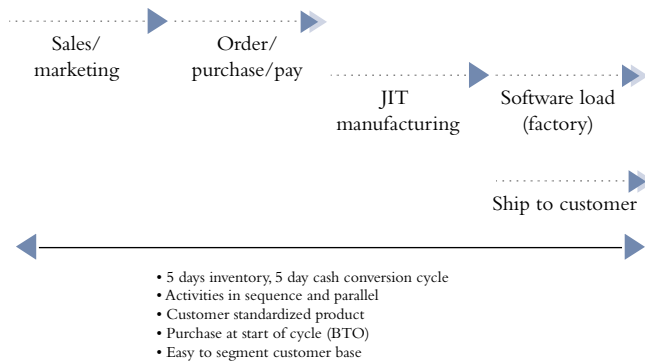 Sales/
marketing
Order/
purchase/pay
JIT
manufacturing
Software load
(factory)
Ship to customer
• 5 days inventory, 5 day cash conversion cycle
• Activities in sequence and parallel
• Customer standardized product
• Purchase at start of cycle (BTO)
• Easy to segment customer base